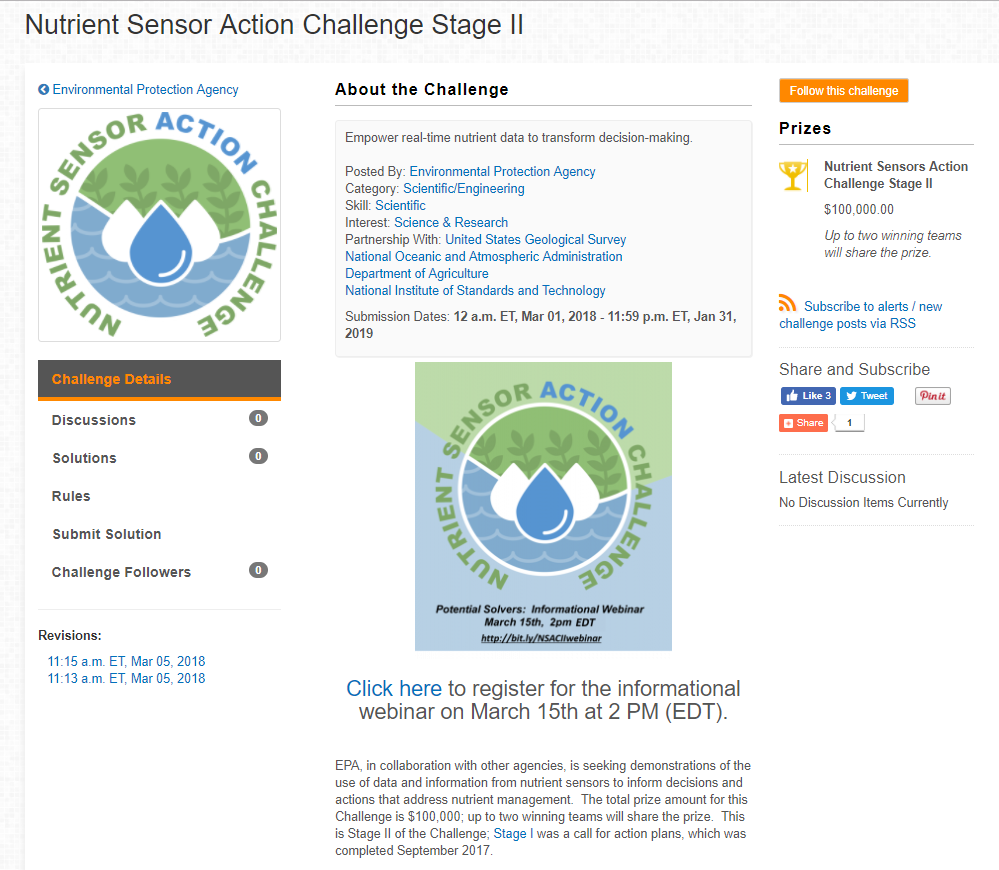 Nutrient Sensor Action Challenge Stage II
Environmental Protection Agency
NUTRIENT SENSOR ACTION CHALLENGE
Challenge Details
Discussions 0
Solutions 0
Rules
Submit Solution
Challenge Followers 0
Revisions:
11:15 a.m. ET, Mar 05, 2018
11:13 a.m. ET, Mar 05, 2018
About the Challenge
Empower real-time nutrient data to transform decision-making.
Posted By: Environmental Protection Agency
Category: Scientific/Engineering
Skill: Scientific
Interest: Science & Research
Partnership With: United States Geological Survey
National Oceanic and Atmospheric Administration
Department of Agriculture
National Institute of Standards and Technology
Submission Dates: 12 a.m. ET, Mar 01, 2018 - 11:59 p.m. ET, Jan 31,
2019
NUTRIENT SENSOR ACTION CHALLENGE
Potential Solvers: Informational Webinar
March 15th, 2pm EDT
http://bit.ly/NSACIIwebinar
Click here to register for the informational
webinar on March 15th at 2 PM (EDT).
EPA, in collaboration with other agencies, is seeking demonstrations of the
use of data and information from nutrient sensors to inform decisions and
actions that address nutrient management.  The total prize amount for this
Challenge is $100,000; up to two winning teams will share the prize.  This
is Stage II of the Challenge; Stage I was a call for action plans, which was
completed September 2017.
Follow this challenge
Prizes
Nutrient Sensors Action
Challenge Stage II
$100,000.00
Up to two winning teams
will share the prize.
Subscribe to alerts / new
challenge posts via RSS
Share and Subscribe
Like 3 Tweet Pin it
Share 1
Latest Discussion
No Discussion Items Currently